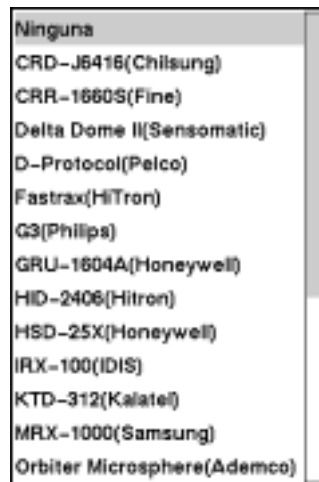 Ninguna
CRD-J6416(Chilsung)
CRR-1660S(Fine)
Delta Dome II(Sensomatic)
D-Protocol(Pelco)
Fastrax(HiTron)
G3(Philips)
GRU-1604A(Honeywell)
HID-2406(Hitron)
HSD-25X(Honeywell)
IRX-100(IDIS)
KTD-312(Kalatel)
MRX-1000(Samsung)
Orbiter Microsphere(Ademco)